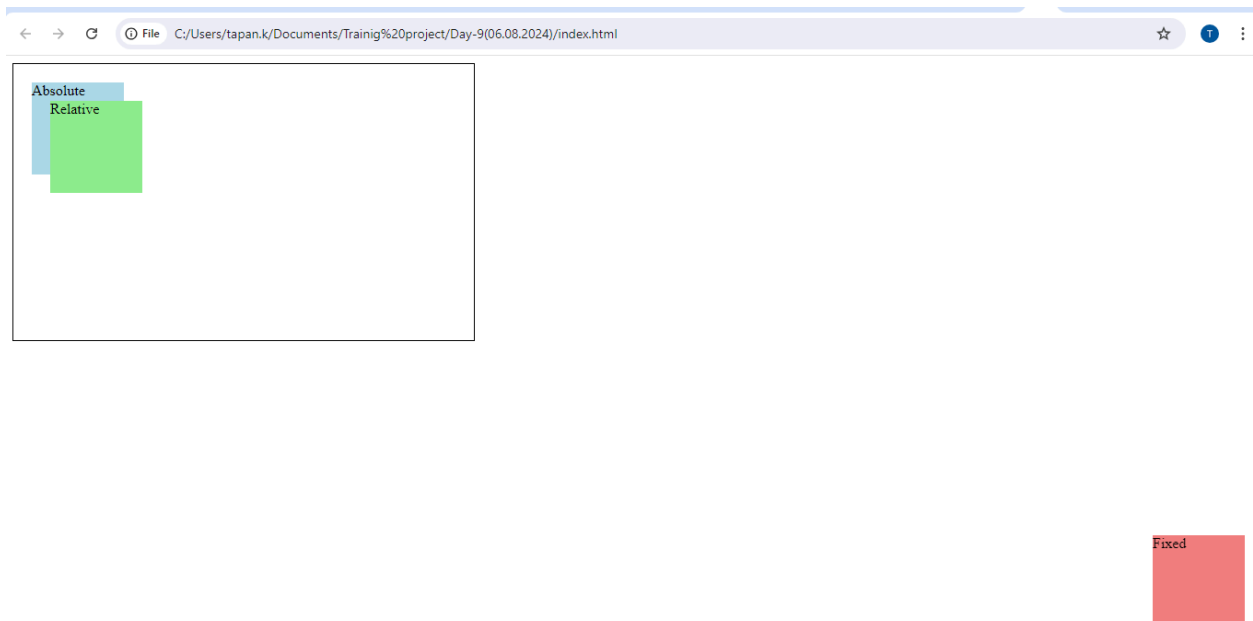 File C:/Users/tapan.k/Documents/Trainig%20project/Day-9(06.08.2024)/index.html
T
Absolute
Relative
Fixed